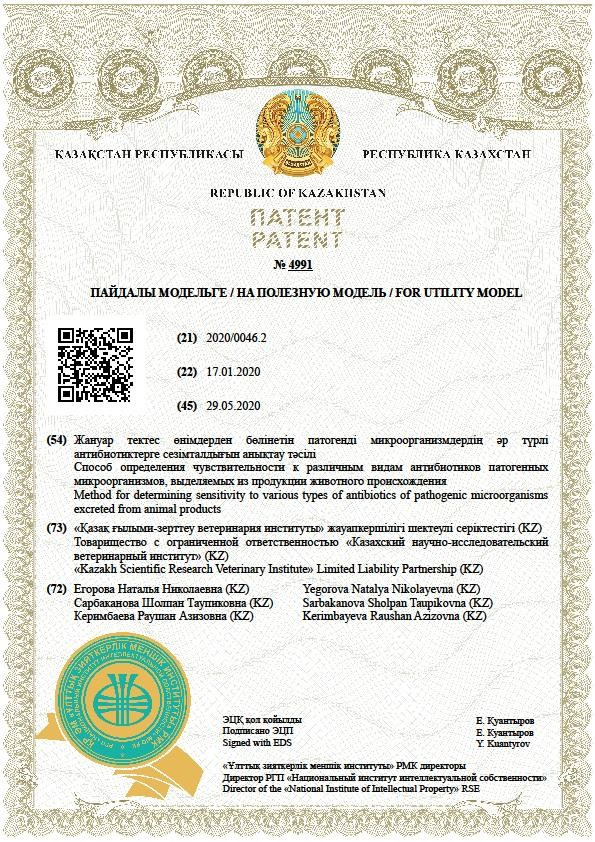 ҚАЗАҚСТАН РЕСПУБЛИКАСЫ РЕСПУБЛИКА КАЗАХСТАН
REPUBLIC OF KAZAKHSTAN
ПАТЕНТ
PATENT
№ 4991
ПАЙДАЛЫ МОДЕЛЬГЕ / НА ПОЛЕЗНУЮ МОДЕЛЬ / FOR UTILITY MODEL
(21) 2020/0046.2
(22) 17.01.2020
(45) 29.05.2020
(54) Жануар тектес өнімдерден бөлінетін патогенді микроорганизмдердің әр түрлі
антибиотиктерге сезімталдығын анықтау тәсілі
Способ определения чувствительности к различным видам антибиотиков патогенных
микроорганизмов, выделяемых из продукции животного происхождения
Method for determining sensitivity to various types of antibiotics of pathogenic microorganisms
excreted from animal products
(73) «Қазақ ғылыми-зерттеу ветеринария институты» жауапкершілігі шектеулі серіктестігі (KZ)
Товарищество с ограниченной ответственностью «Казахский научно-исследовательский
ветеринарный институт» (KZ)
«Kazakh Scientific Research Veterinary Institute» Limited Liability Partnership (KZ)
(72) Егорова Наталья Николаевна (KZ) Yegorova Natalya Nikolayevna (KZ)
Сарбаканова Шолпан Таупиковна (KZ) Sarbakanova Sholpan Taupikovna (KZ)
Керимбаева Раушан Азизовна (KZ) Kerimbayeva Raushan Azizovna (KZ)
ЭЦҚ қол қойылды Е. Қуантыров
Подписано ЭЦП Е. Куантыров
Signed with EDS Y. Kuantyrov
«Ұлттық зияткерлік меншік институты» РМК директоры
Директор РГП «Национальный институт интеллектуальной собственности»
Director of the «National Institute of Intellectual Property» RSE